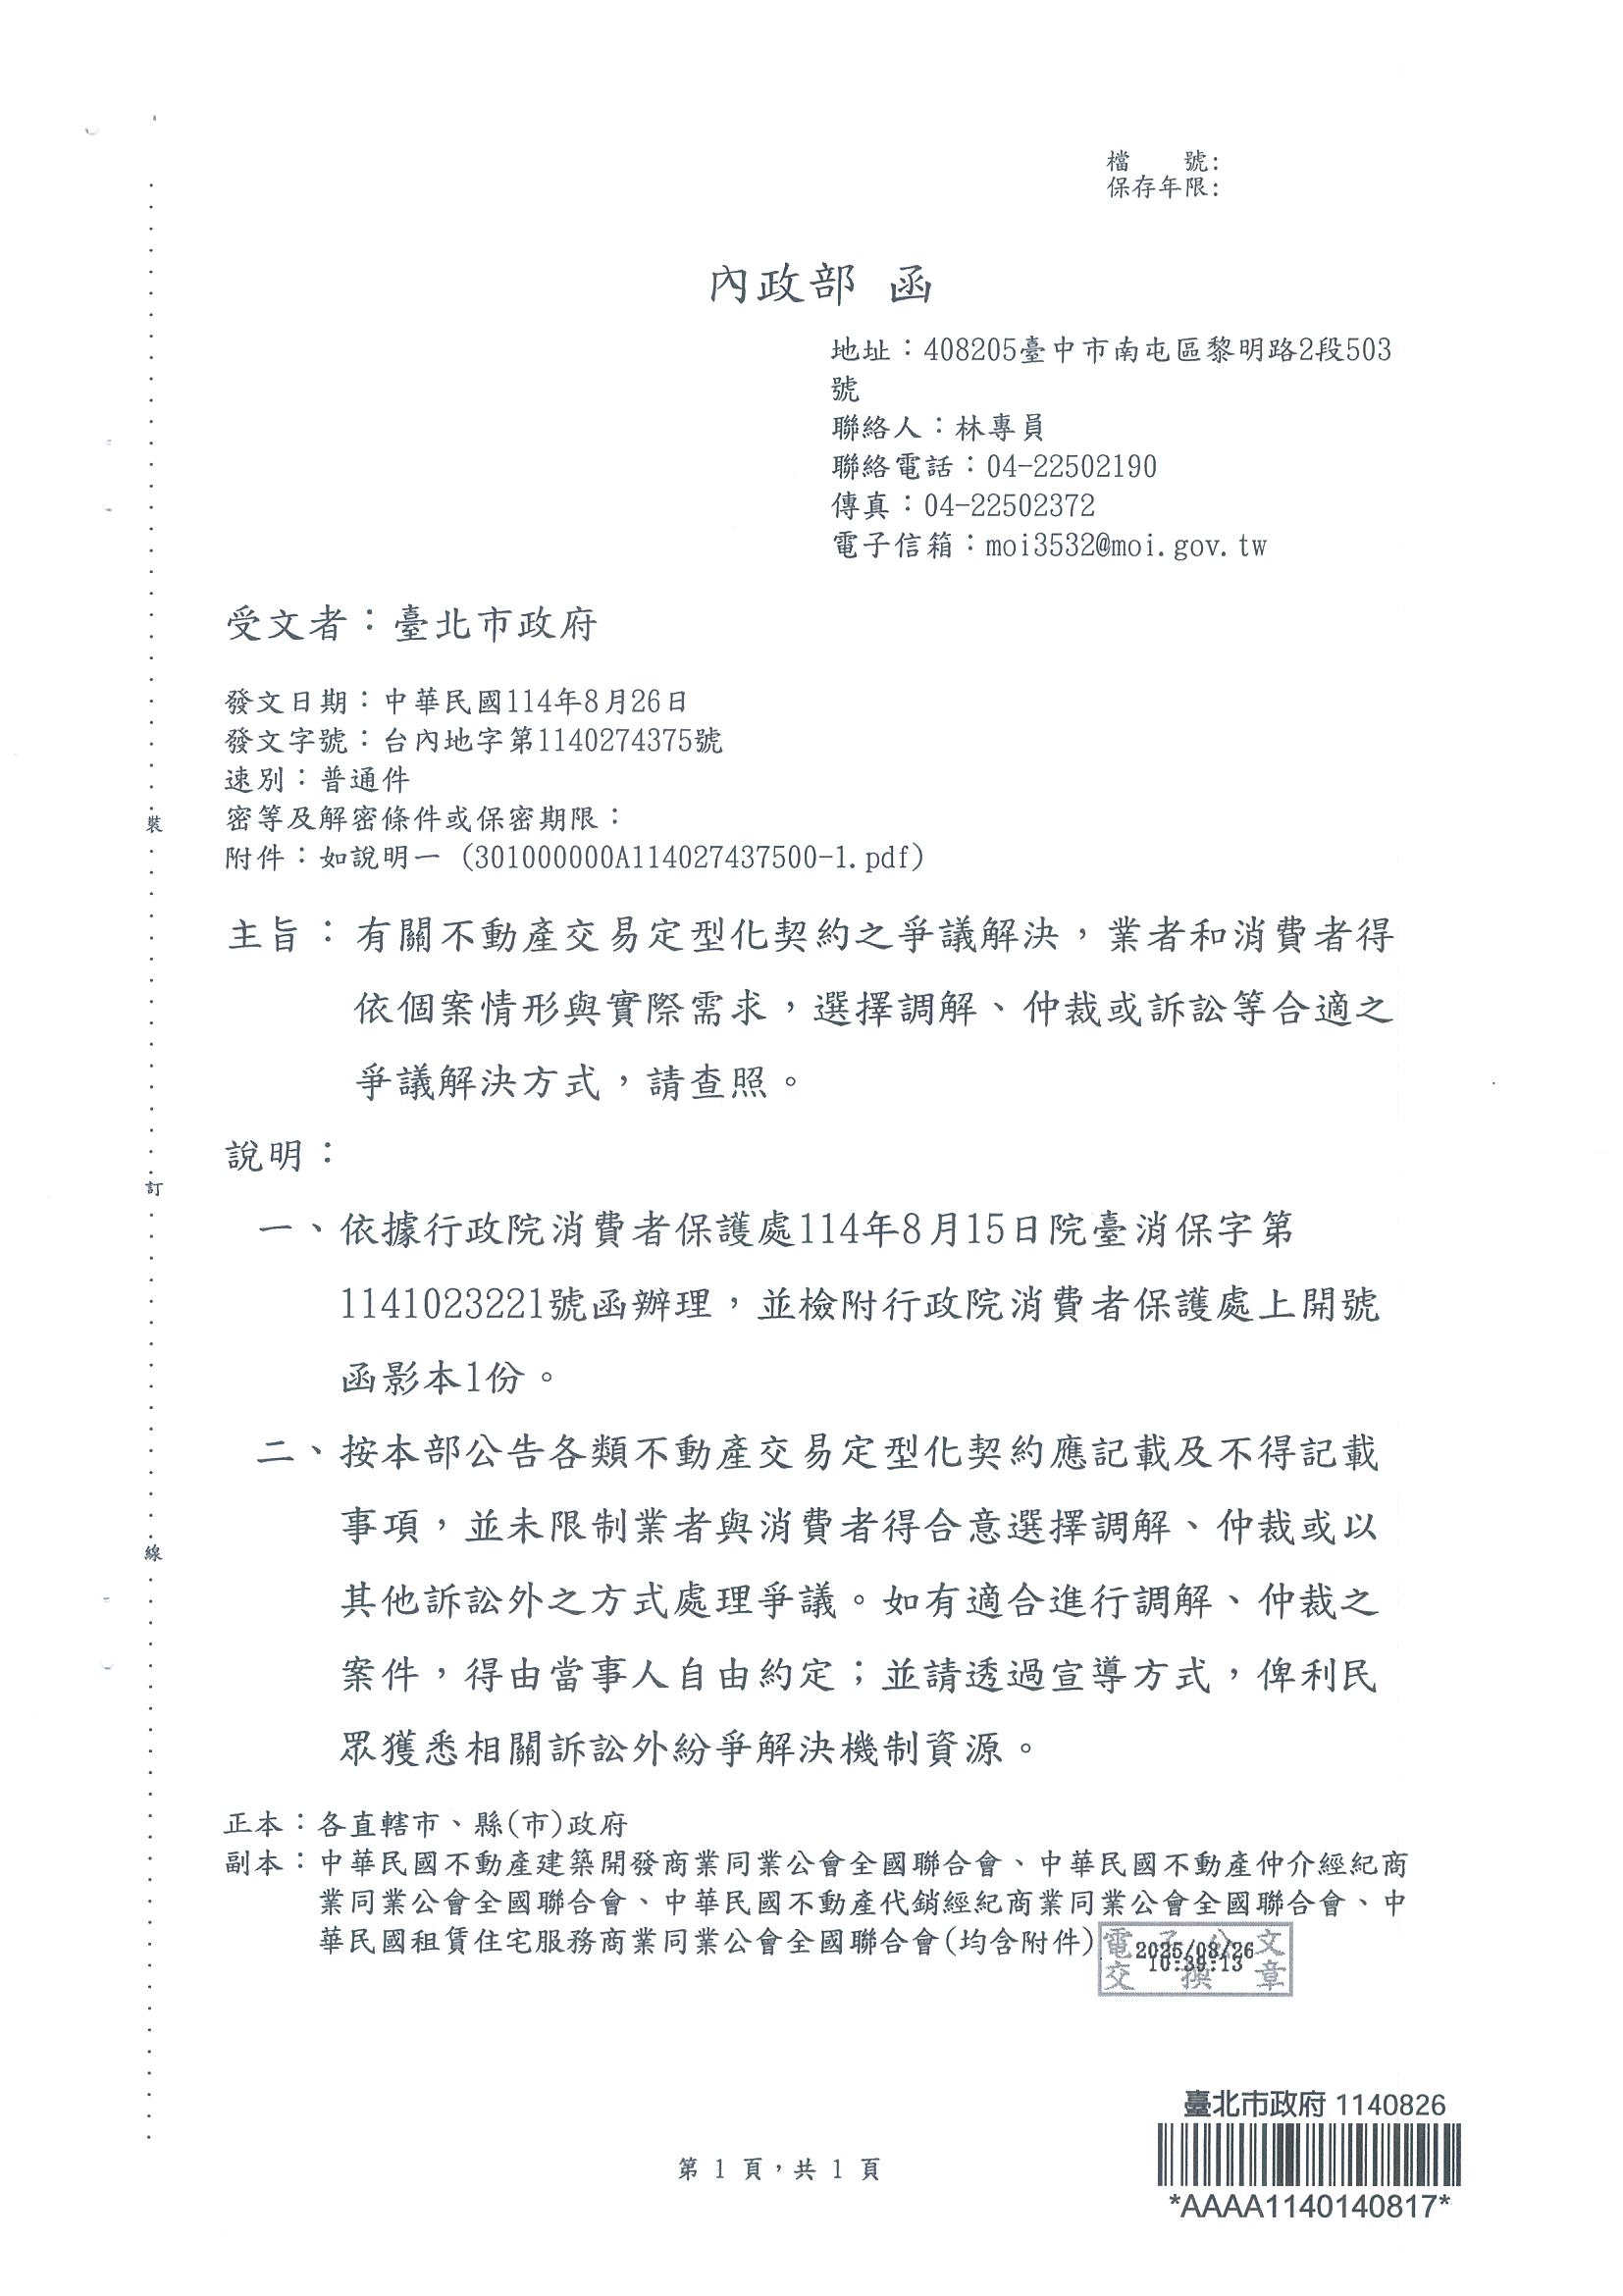 檔　　號:
保存年限:
內政部 函
地址：408205臺中市南屯區黎明路2段503
號
聯絡人：林專員
聯絡電話：04-22502190
傳真：04-22502372
電子信箱：moi3532@moi.gov.tw
受文者：臺北市政府
發文日期：中華民國114年8月26日
發文字號：台內地字第1140274375號
速別：普通件
密等及解密條件或保密期限：
附件：如說明一 (301000000A114027437500-1.pdf)
主旨：有關不動產交易定型化契約之爭議解決，業者和消費者得
依個案情形與實際需求，選擇調解、仲裁或訴訟等合適之
爭議解決方式，請查照。
說明：
一、依據行政院消費者保護處114年8月15日院臺消保字第
1141023221號函辦理，並檢附行政院消費者保護處上開號
函影本1份。
二、按本部公告各類不動產交易定型化契約應記載及不得記載
事項，並未限制業者與消費者得合意選擇調解、仲裁或以
其他訴訟外之方式處理爭議。如有適合進行調解、仲裁之
案件，得由當事人自由約定；並請透過宣導方式，俾利民
眾獲悉相關訴訟外紛爭解決機制資源。
正本：各直轄市、縣(市)政府
副本：中華民國不動產建築開發商業同業公會全國聯合會、中華民國不動產仲介經紀商
業同業公會全國聯合會、中華民國不動產代銷經紀商業同業公會全國聯合會、中
華民國租賃住宅服務商業同業公會全國聯合會(均含附件)
電子公文
2025/08/26
10:39:13
交換章
裝
訂
線
臺北市政府 1140826
*AAAA1140140817*
第 1 頁，共 1 頁